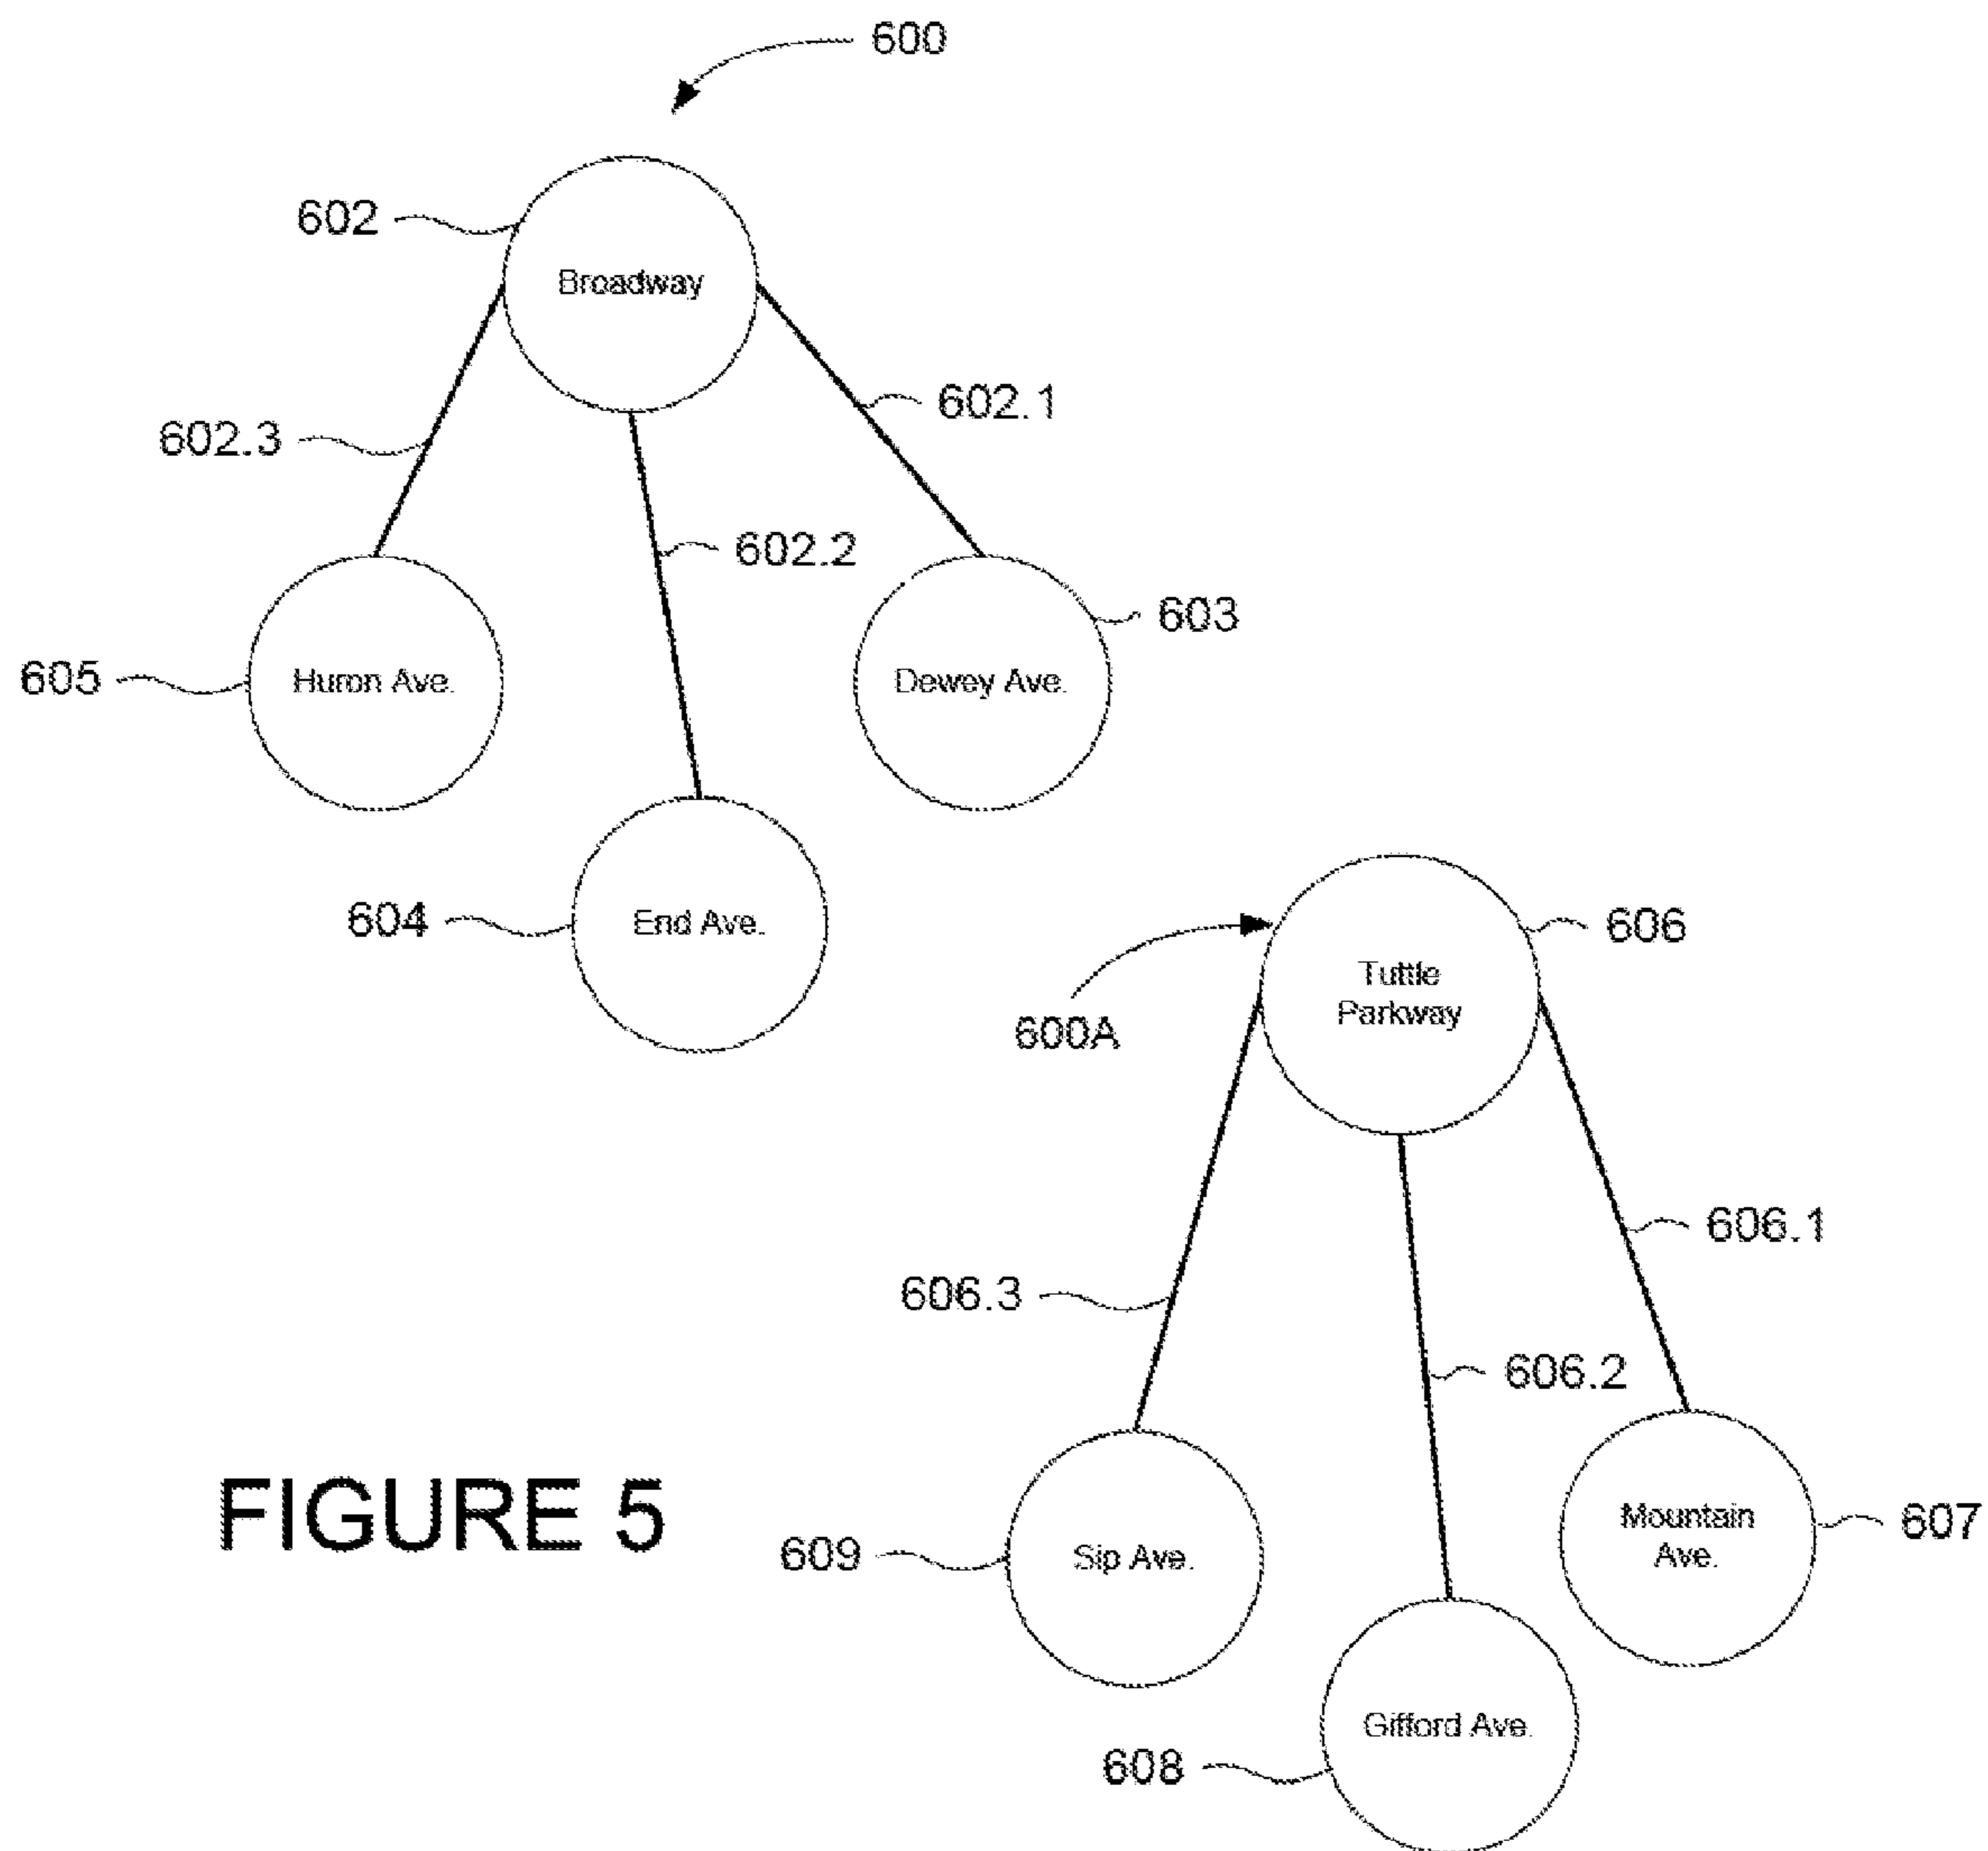 600
602
Broadway
602.1
602.3
602.2
603
605
Huron Ave.
Dewey Ave.
604
End Ave.
606
Tuttle
Parkway
600A
606.1
606.3
606.2
FIGURE 5
Mountain
Ave.
607
609
Sip Ave.
Gifford Ave.
608